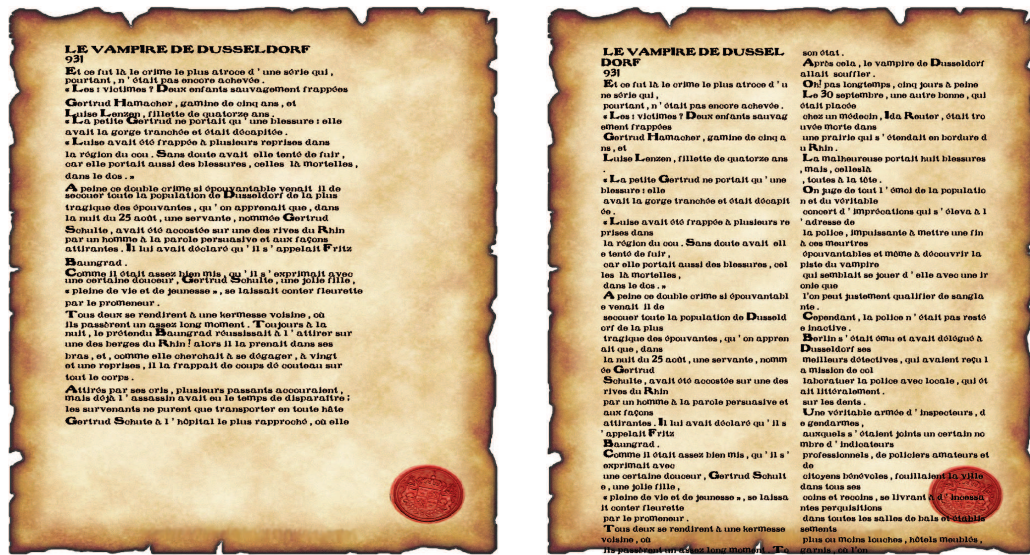 LE VAMPIRE DE DUSSELDORF
931
Et ce fut là le crime le plus atroce d ' une série qui ,
pourtant , n ' était pas encore achevée .
« Les : victimes ? Deux enfants sauvagement frappées
Gertrud Hamacher , gamine de cinq ans , et
Luise Lenzen , fillette de quatorze ans .
« La petite Gertrud ne portait qu ' une blessure : elle
avait la gorge tranchée et était décapitée .
« Luise avait été frappée à plusieurs reprises dans
la région du cou . Sans doute avait elle tenté de fuir ,
car elle portait aussi des blessures , celles là mortelles ,
dans le dos . »
A peine ce double crime si épouvantable venait il de
secouer toute la population de Dusseldorf de la plus
tragique des épouvantes , qu ' on apprenait que , dans
la nuit du 25 août , une servante , nommée Gertrud
Schulte , avait été accostée sur une des rives du Rhin
par un homme à la parole persuasive et aux façons
attirantes . Il lui avait déclaré qu ' il s ' appelait Fritz
Baungrad .
Comme il était assez bien mis , qu ' il s ' exprimait avec
une certaine douceur , Gertrud Schulte , une jolie fille ,
« pleine de vie et de jeunesse » , se laissait conter fleurette
par le promeneur .
Tous deux se rendirent à une kermesse voisine , où
ils passèrent un assez long moment . Toujours à la
nuit , le prétendu Baungrad réussissait à l ' attirer sur
une des berges du Rhin ! alors il la prenait dans ses
bras , et , comme elle cherchait à se dégager , à vingt
et une reprises , il la frappait de coups dé couteau sur
tout le corps .
Attirés par ses cris , plusieurs passants accouraient ,
mais déjà l ' assassin avait eu le temps de disparaître ;
les survenants ne purent que transporter en toute hâte
Gertrud Schute à l ' hôpital le plus rapproché , où elle
LE VAMPIRE DE DUSSEL
DORF
931
Et ce fut là le crime le plus atroce d ' u
ne série qui ,
pourtant , n ' était pas encore achevée .
« Les : victimes ? Deux enfants sauvag
ement frappées
Gertrud Hamacher , gamine de cinq a
ns , et
Luise Lenzen , fillette de quatorze ans
.
« La petite Gertrud ne portait qu ' une
blessure : elle
avait la gorge tranchée et était décapit
ée .
« Luise avait été frappée à plusieurs re
prises dans
la région du cou . Sans doute avait ell
e tenté de fuir ,
car elle portait aussi des blessures , cel
les là mortelles ,
dans le dos . »
A peine ce double crime si épouvantabl
e venait il de
secouer toute la population de Dusseld
orf de la plus
tragique des épouvantes , qu ' on appren
ait que , dans
la nuit du 25 août , une servante , nomm
ée Gertrud
Schulte , avait été accostée sur une des
rives du Rhin
par un homme à la parole persuasive et
aux façons
attirantes . Il lui avait déclaré qu ' il s
' appelait Fritz
Baungrad .
Comme il était assez bien mis , qu ' il s '
exprimait avec
une certaine douceur , Gertrud Schult
e , une jolie fille ,
« pleine de vie et de jeunesse » , se laissa
it conter fleurette
par le promeneur .
Tous deux se rendirent à une kermesse
voisine , où
ils passèrent un assez long moment . To
son état .
Après cela , le vampire de Dusseldorf
allait souffler .
Oh! pas longtemps , cinq jours à peine
Le 30 septembre , une autre bonne , qui
était placée
chez un médecin , Ida Reuter , était tro
uvée morte dans
une prairie qui s ' étendait en bordure d
u Rhin .
La malheureuse portait huit blessures
, mais , celleslà
, toutes à la tête .
On juge de tout l ' émoi de la populatio
n et du véritable
concert d ' imprécations qui s ' éleva à l
' adresse de
la police , impuissante à mettre une fin
à ces meurtres
épouvantables et même à découvrir la
piste du vampire
qui semblait se jouer d ' elle avec une ir
onie que
l'on peut justement qualifier de sangla
nte .
Cependant , la police n ' était pas resté
e inactive .
Berlin s ' était ému et avait délégué à
Dusseldorf ses
meilleurs détectives , qui avaient reçu l
a mission de col
laboratuer la police avec locale , qui ét
ait littéralement .
sur les dents .
Une véritable armée d ' inspecteurs , d
e gendarmes ,
auxquels s ' étaient joints un certain no
mbre d ' indicateurs
professionnels , de policiers amateurs et
de
citoyens bénévoles , fouillaient la ville
dans tous ses
coins et recoins , se livrant à d ' incessa
ntes perquisitions
dans toutes les salles de bals et établis
sements
plus ou moins louches , hôtels meublés ,
garnis , où l'on